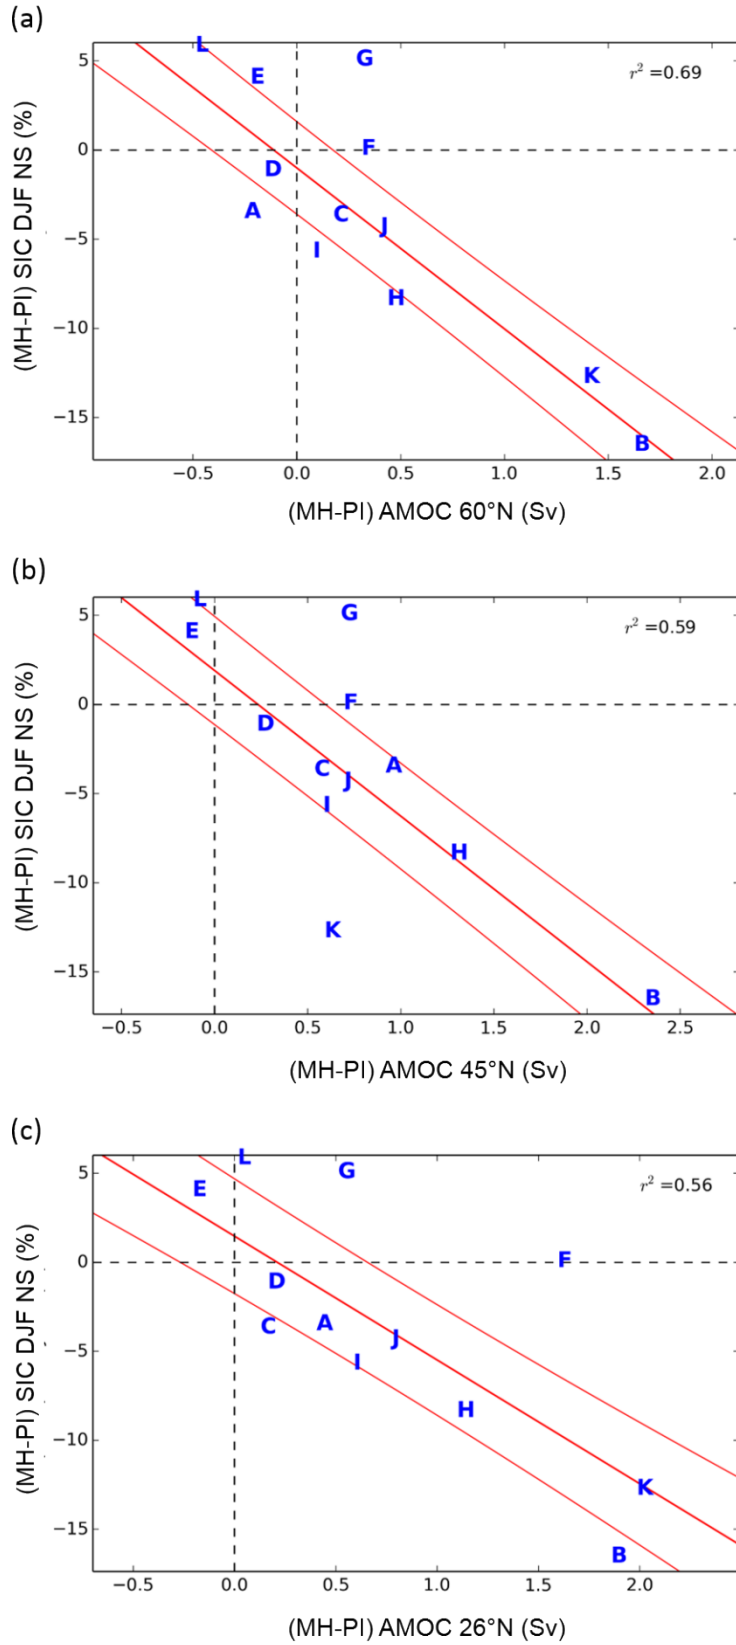 (a)
(MH-PI) SIC DJF NS (%)
5
0
−5
−10
−15
L
E
G
r² =0.69
F
D
A
C
J
I
H
K
B
−0.5 0.0 0.5 1.0 1.5 2.0
(MH-PI) AMOC 60°N (Sv)
(b)
(MH-PI) SIC DJF NS (%)
5
0
−5
−10
−15
L
G
E
r² =0.59
F
D
C
A
J
I
H
K
B
−0.5 0.0 0.5 1.0 1.5 2.0 2.5
(MH-PI) AMOC 45°N (Sv)
(c)
(MH-PI) SIC DJF NS (%)
5
0
−5
−10
−15
L
G
E
r² =0.56
F
D
C
A
J
I
H
K
B
−0.5 0.0 0.5 1.0 1.5 2.0
(MH-PI) AMOC 26°N (Sv)